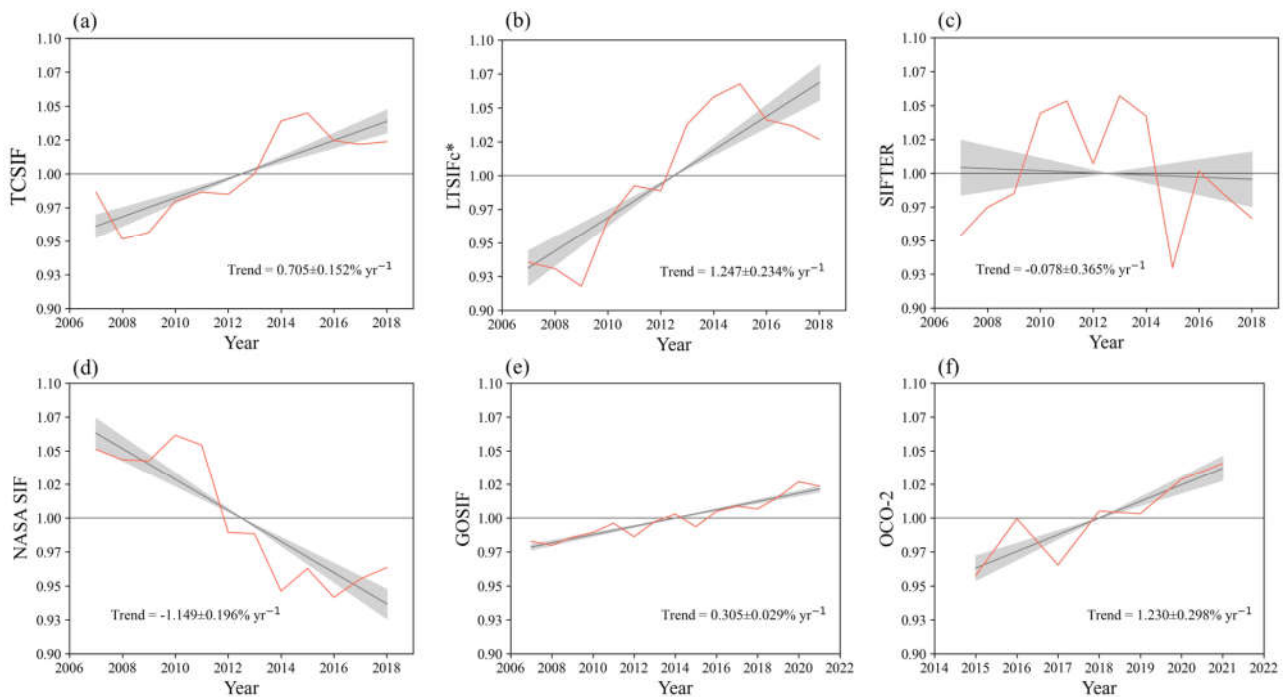 (a)
TCSIF
1.10
1.07
1.05
1.02
1.00
0.97
0.95
0.93
0.90
Trend = 0.705±0.152% yr⁻¹
2006 2008 2010 2012 2014 2016 2018
Year
(b)
LTSIFc*
1.10
1.07
1.05
1.02
1.00
0.97
0.95
0.93
0.90
Trend = 1.247±0.234% yr⁻¹
2006 2008 2010 2012 2014 2016 2018
Year
(c)
SIFTER
1.10
1.07
1.05
1.02
1.00
0.97
0.95
0.93
0.90
Trend = -0.078±0.365% yr⁻¹
2006 2008 2010 2012 2014 2016 2018
Year
(d)
NASA SIF
1.10
1.07
1.05
1.02
1.00
0.97
0.95
0.93
0.90
Trend = -1.149±0.196% yr⁻¹
2006 2008 2010 2012 2014 2016 2018
Year
(e)
GOSIF
1.10
1.07
1.05
1.02
1.00
0.97
0.95
0.93
0.90
Trend = 0.305±0.029% yr⁻¹
2006 2008 2010 2012 2014 2016 2018 2020 2022
Year
(f)
OCO-2
1.10
1.07
1.05
1.02
1.00
0.97
0.95
0.93
0.90
Trend = 1.230±0.298% yr⁻¹
2014 2015 2016 2017 2018 2019 2020 2021 2022
Year